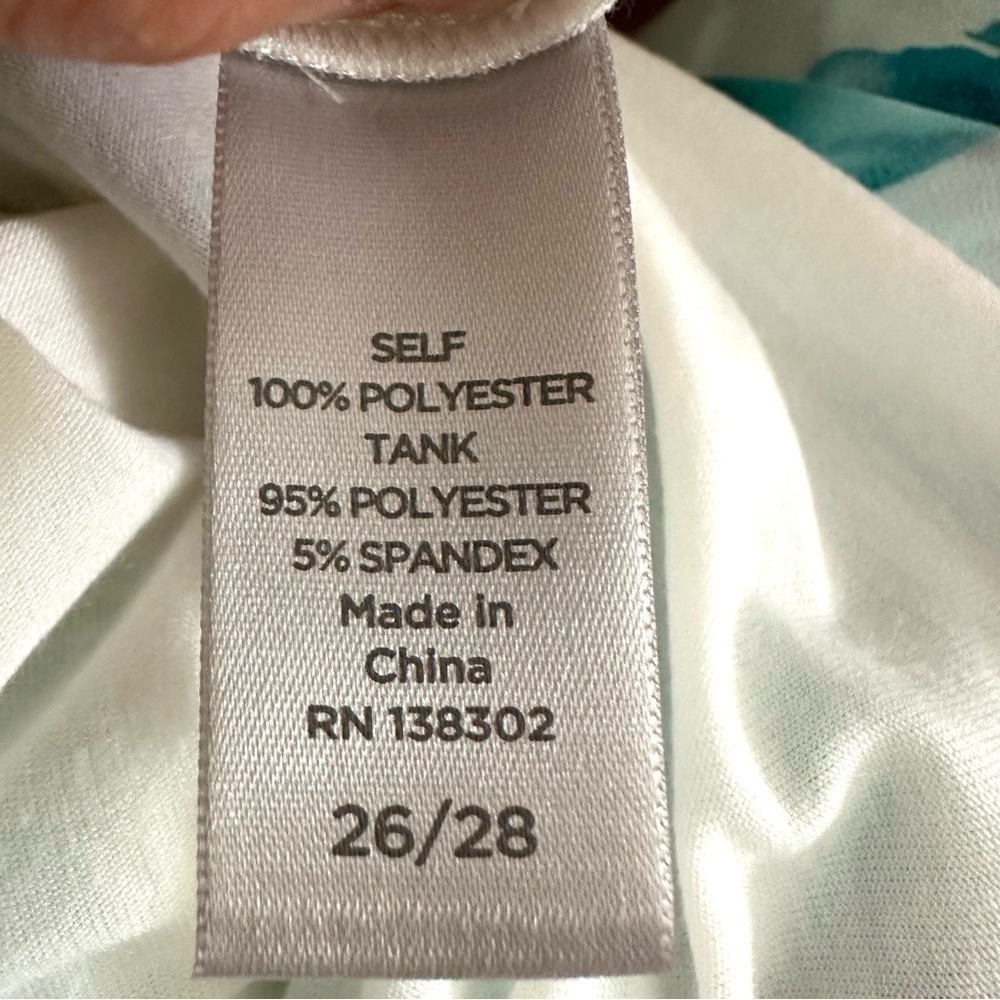 SELF
100% POLYESTER
TANK
95% POLYESTER
5% SPANDEX
Made in
China
RN 138302
26/28